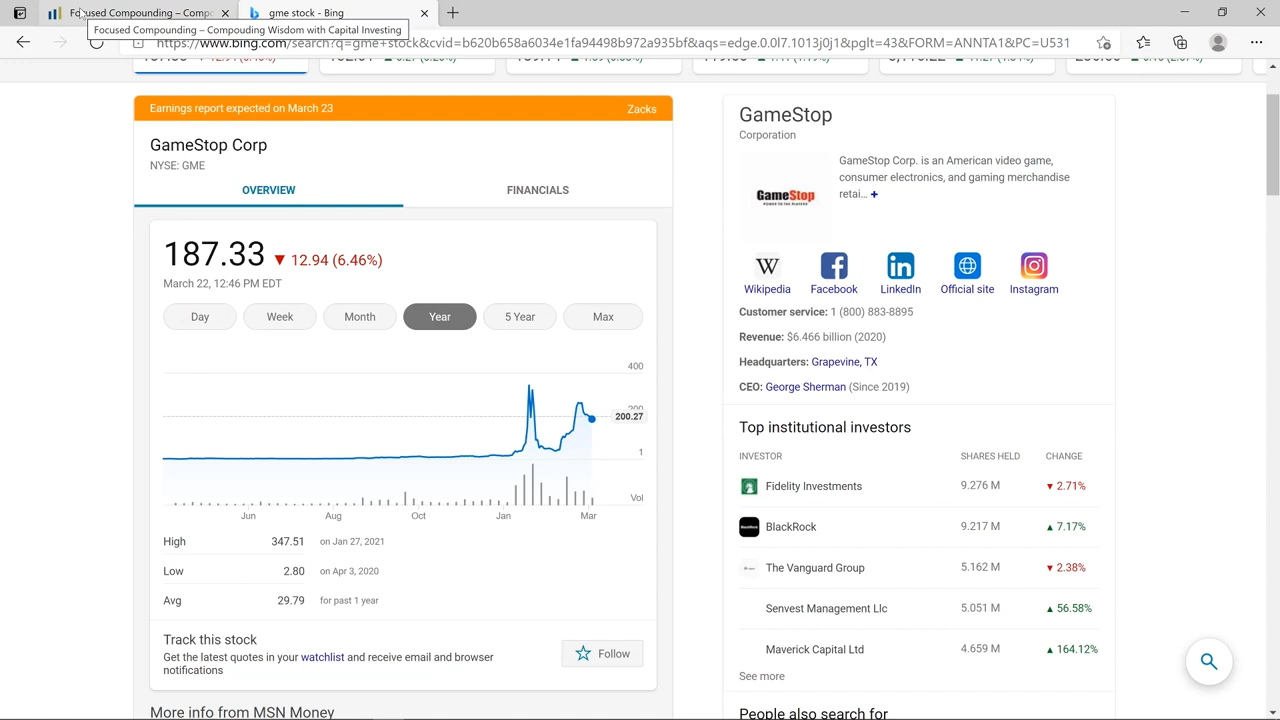 Focused Compounding – Compo
gme stock - Bing
Focused Compounding – Compouding Wisdom with Capital Investing
https://www.bing.com/search?q=gme+stock&cvid=b620b658a6034e1fa94498b972a935bf&aqs=edge.0.0l7.1013j0j1&pglt=43&FORM=ANNTA1&PC=U531
Earnings report expected on March 23
Zacks
GameStop Corp
NYSE: GME
OVERVIEW
FINANCIALS
187.33 ▼ 12.94 (6.46%)
March 22, 12:46 PM EDT
Day
Week
Month
Year
5 Year
Max
400
200
200.27
1
Vol
Jun
Aug
Oct
Jan
Mar
High 347.51 on Jan 27, 2021
Low 2.80 on Apr 3, 2020
Avg 29.79 for past 1 year
Track this stock
Get the latest quotes in your watchlist and receive email and browser
notifications
Follow
More info from MSN Money
GameStop
Corporation
GameStop
POWER TO THE PLAYERS
GameStop Corp. is an American video game,
consumer electronics, and gaming merchandise
retai... +
W
Wikipedia
Facebook
LinkedIn
Official site
Instagram
Customer service: 1 (800) 883-8895
Revenue: $6.466 billion (2020)
Headquarters: Grapevine, TX
CEO: George Sherman (Since 2019)
Top institutional investors
INVESTOR SHARES HELD CHANGE
Fidelity Investments 9.276 M ▼ 2.71%
BlackRock 9.217 M ▲ 7.17%
The Vanguard Group 5.162 M ▼ 2.38%
Senvest Management Llc 5.051 M ▲ 56.58%
Maverick Capital Ltd 4.659 M ▲ 164.12%
See more
People also search for